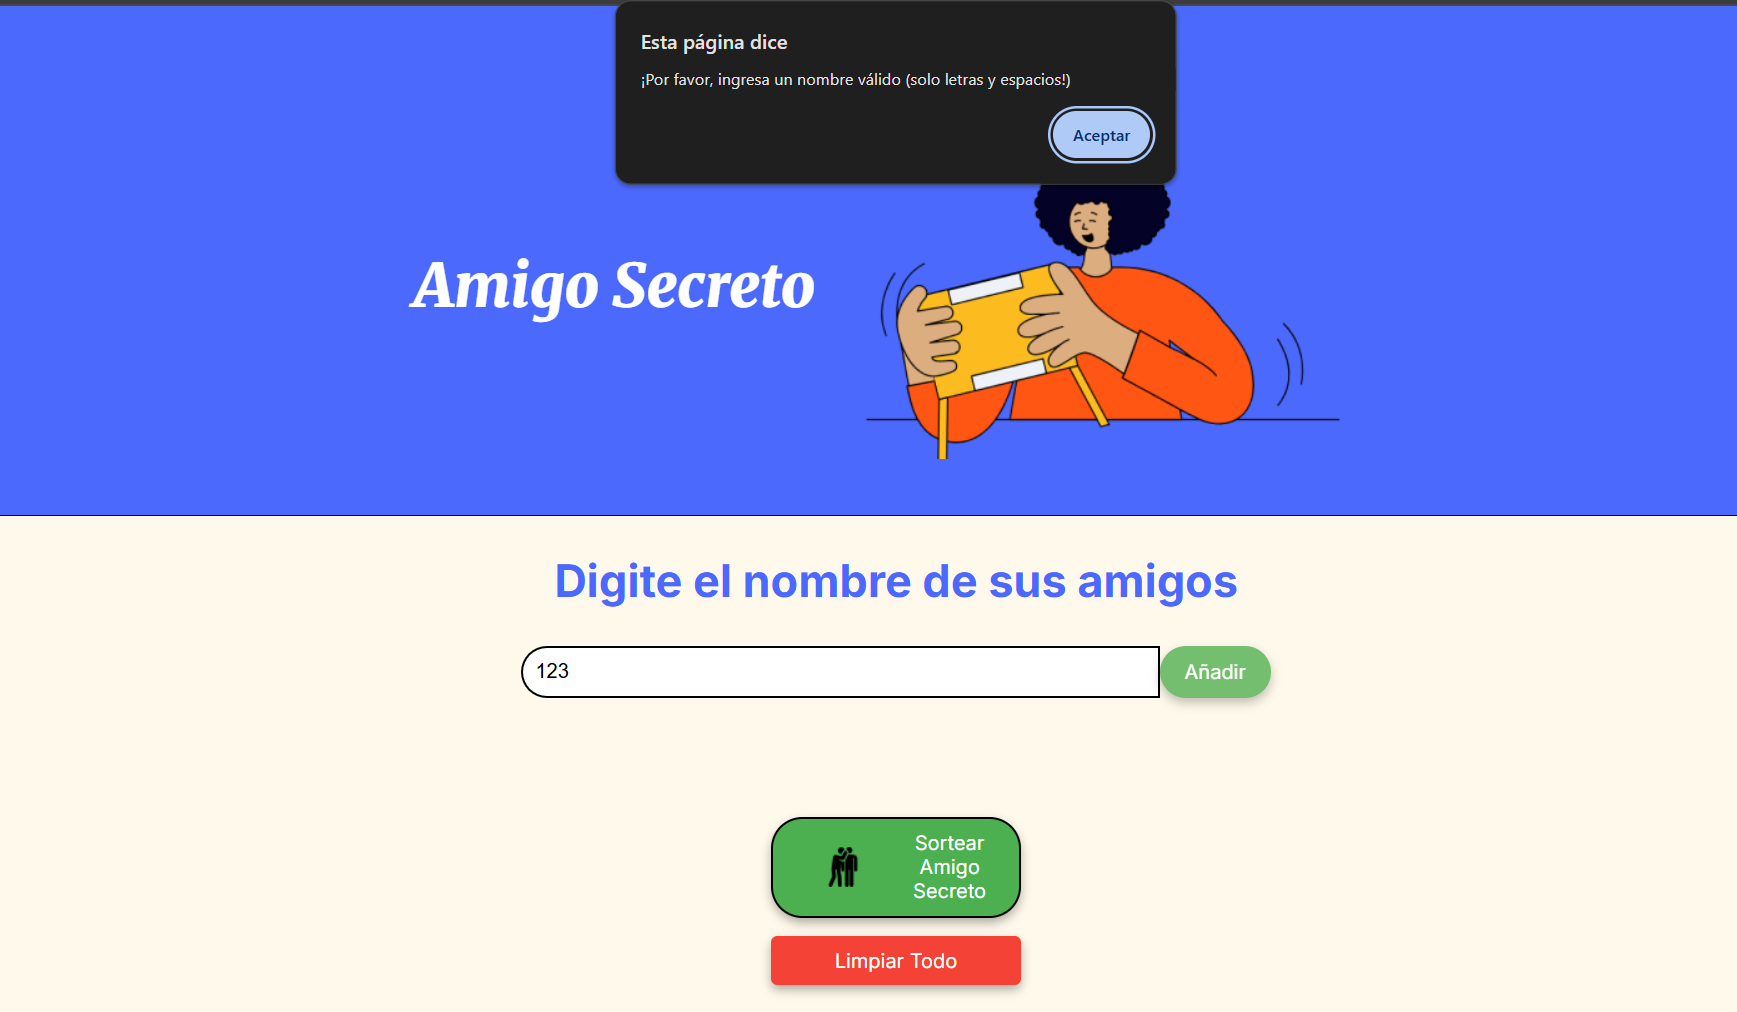 Esta página dice
¡Por favor, ingresa un nombre válido (solo letras y espacios!)
Aceptar
Amigo Secreto
Digite el nombre de sus amigos
123
Añadir
Sortear
Amigo
Secreto
Limpiar Todo